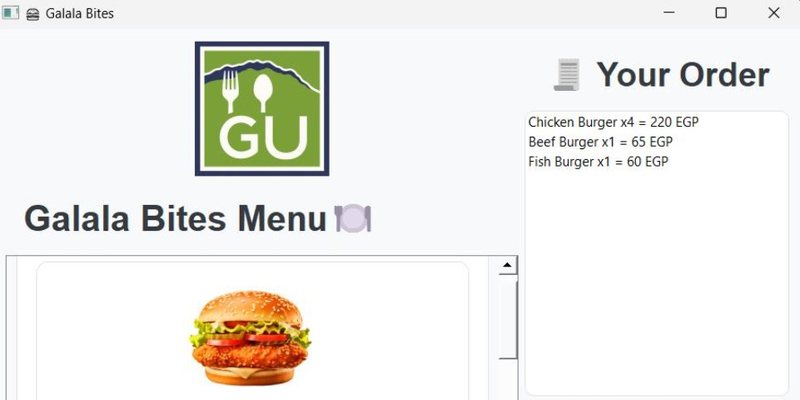 Galala Bites
GU
Galala Bites Menu
Your Order
Chicken Burger x4 = 220 EGP
Beef Burger x1 = 65 EGP
Fish Burger x1 = 60 EGP